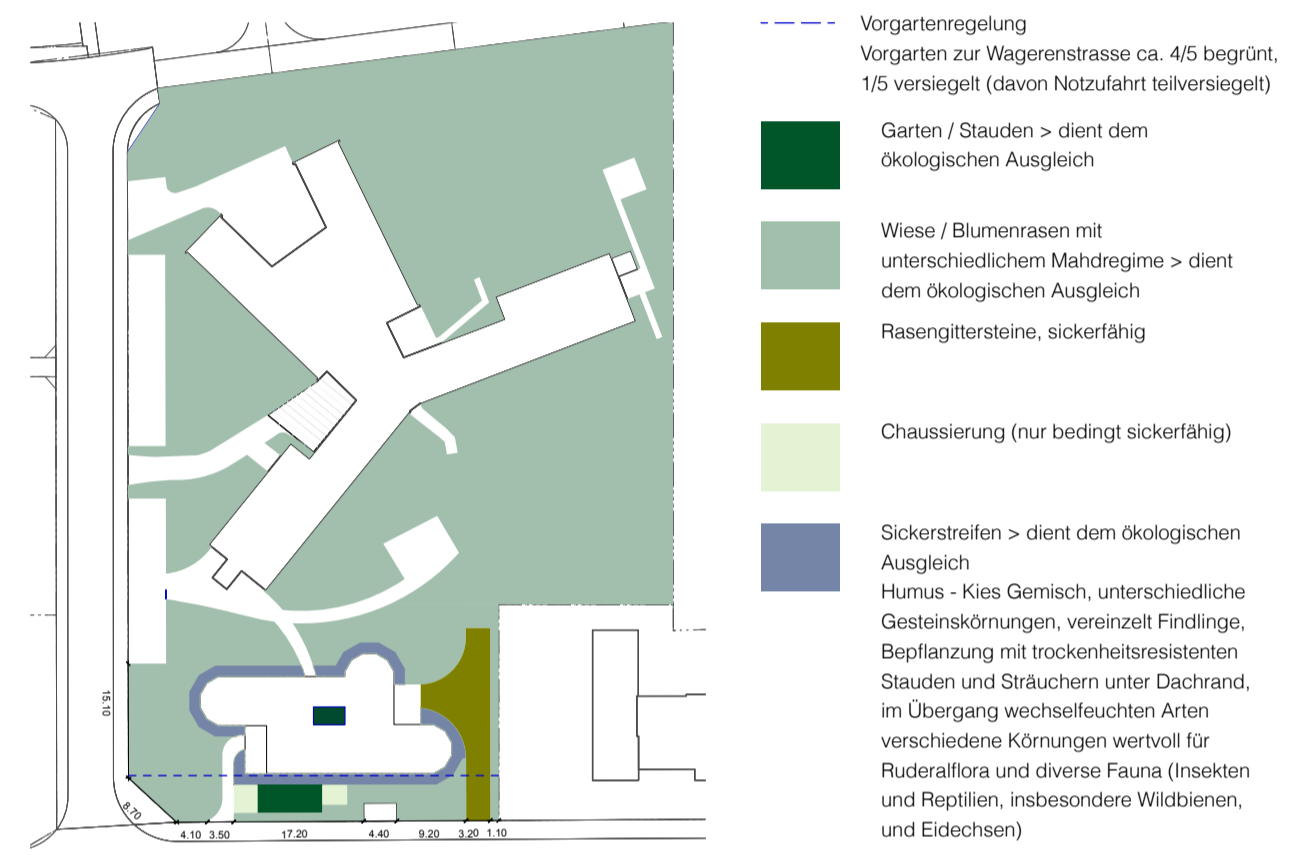 Vorgartenregelung
Vorgarten zur Wagerenstrasse ca. 4/5 begrünt,
1/5 versiegelt (davon Notzufahrt teilversiegelt)
Garten / Stauden > dient dem
ökologischen Ausgleich
Wiese / Blumenrasen mit
unterschiedlichem Mahdregime > dient
dem ökologischen Ausgleich
Rasengittersteine, sickerfähig
Chaussierung (nur bedingt sickerfähig)
Sickerstreifen > dient dem ökologischen
Ausgleich
Humus - Kies Gemisch, unterschiedliche
Gesteinskörnungen, vereinzelt Findlinge,
Bepflanzung mit trockenheitsresistenten
Stauden und Sträuchern unter Dachrand,
im Übergang wechselfeuchten Arten
verschiedene Körnungen wertvoll für
Ruderalflora und diverse Fauna (Insekten
und Reptilien, insbesondere Wildbienen,
und Eidechsen)
15.10
8.70
4.10 3.50 17.20 4.40 9.20 3.20 1.10